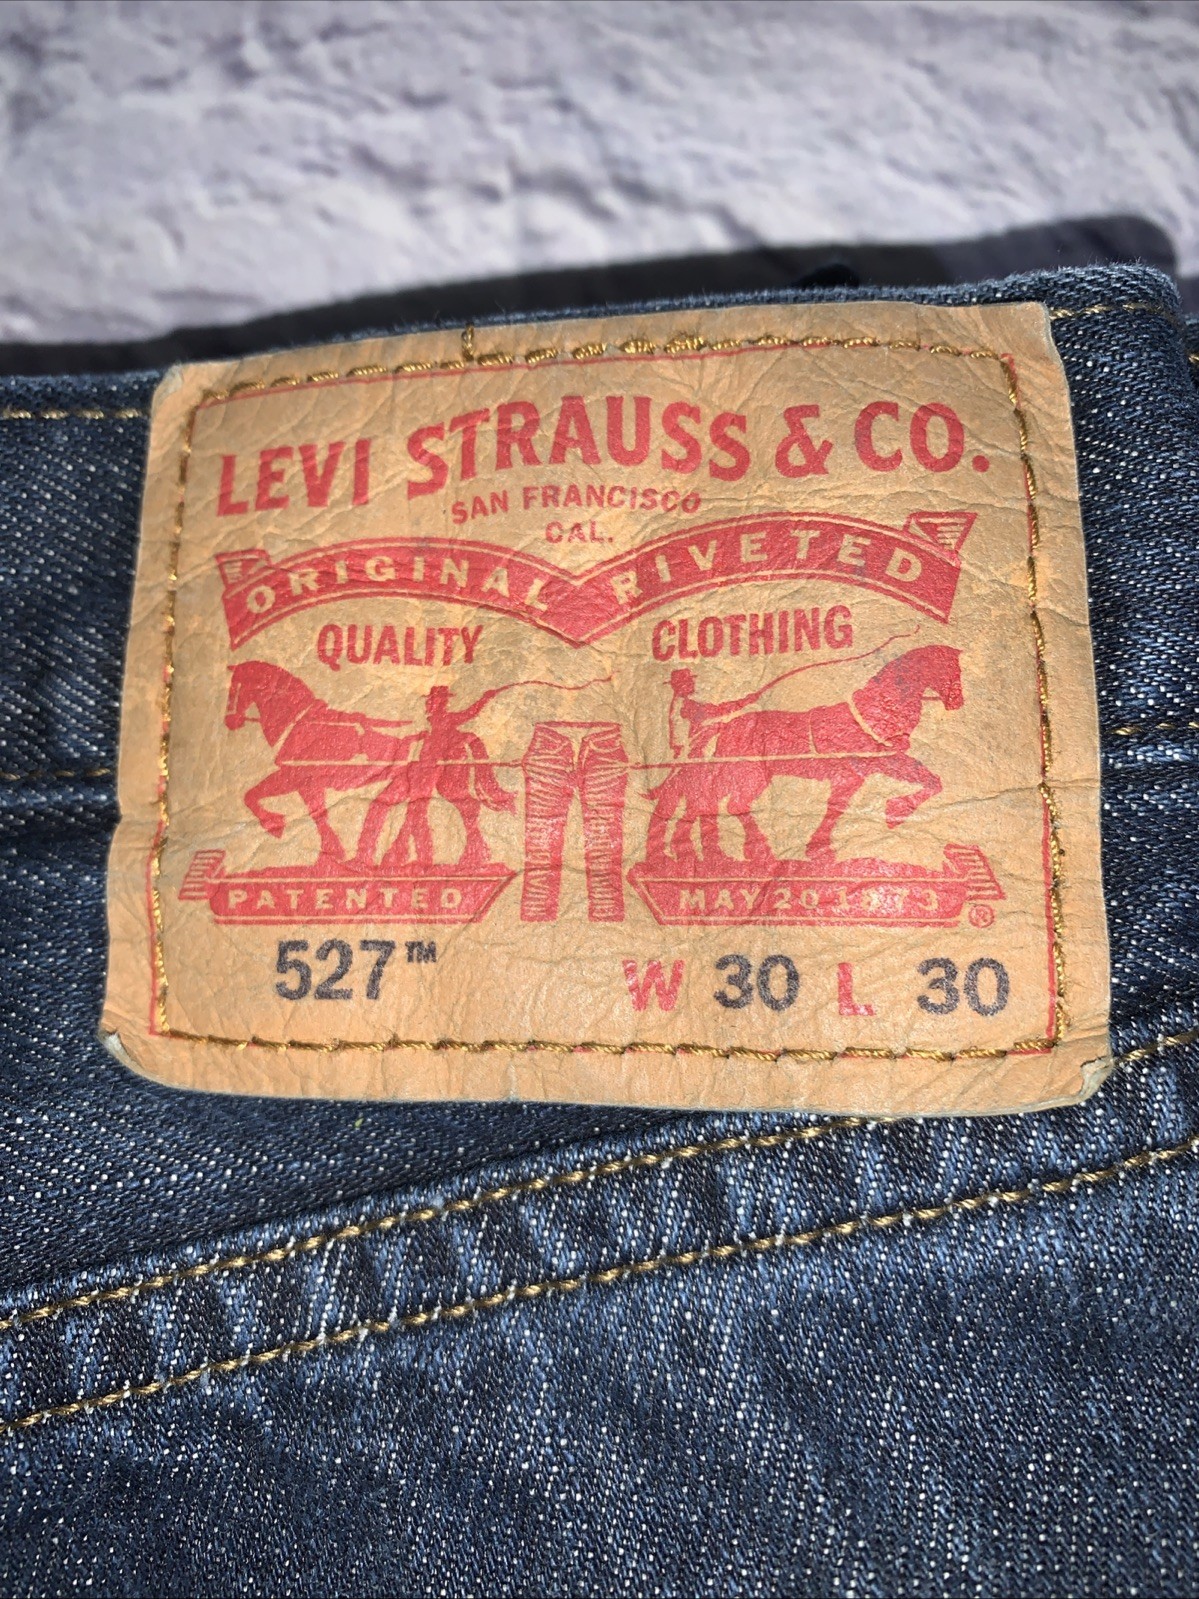 LEVI STRAUSS & CO.
SAN FRANCISCO
CAL.
ORIGINAL RIVETED
QUALITY CLOTHING
PATENTED MAY 20 1873 ®
527™ W 30 L 30